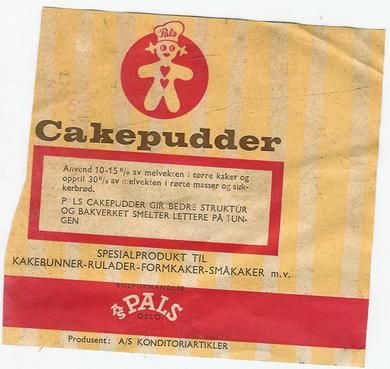 Pals
Cakepudder
Anvend 10-15% av melvekten i tørre kaker og
opptil 30% av melvekten i rørte masser og suk-
kerbrød.
P LS CAKEPUDDER GIR BEDRE STRUKTUR
OG BAKVERKET SMELTER LETTERE PÅ TUN-
GEN
SPESIALPRODUKT TIL
KAKEBUNNER-RULADER-FORMKAKER-SMÅKAKER m.v.
ENEFORHANDLER
A/S PALS
OSLO
Produsent: A/S KONDITORIARTIKLER